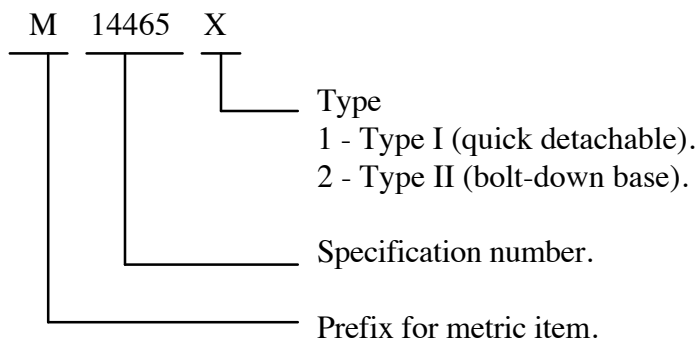 M 14465 X
Type
1 - Type I (quick detachable).
2 - Type II (bolt-down base).
Specification number.
Prefix for metric item.